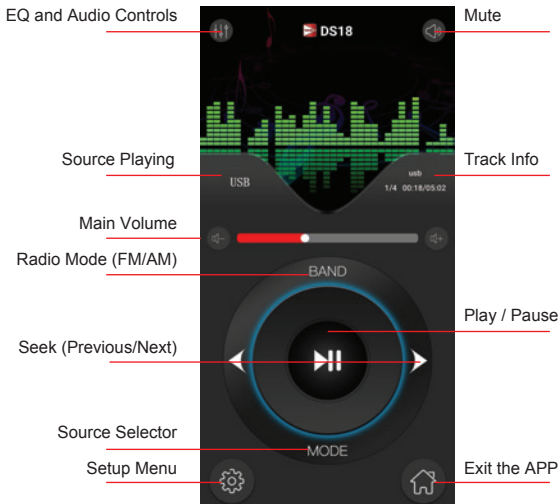 EQ and Audio Controls
DS18
Mute
Source Playing
USB
Track Info
usb
1/4 00:18/05:02
Main Volume
Radio Mode (FM/AM)
BAND
Play / Pause
Seek (Previous/Next)
Source Selector
MODE
Setup Menu
Exit the APP